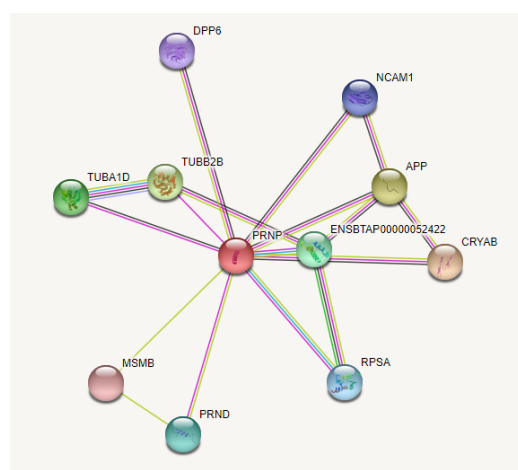 DPP6
NCAM1
TUBB2B
APP
TUBA1D
PRNP
ENSBTAP00000052422
CRYAB
MSMB
RPSA
PRND